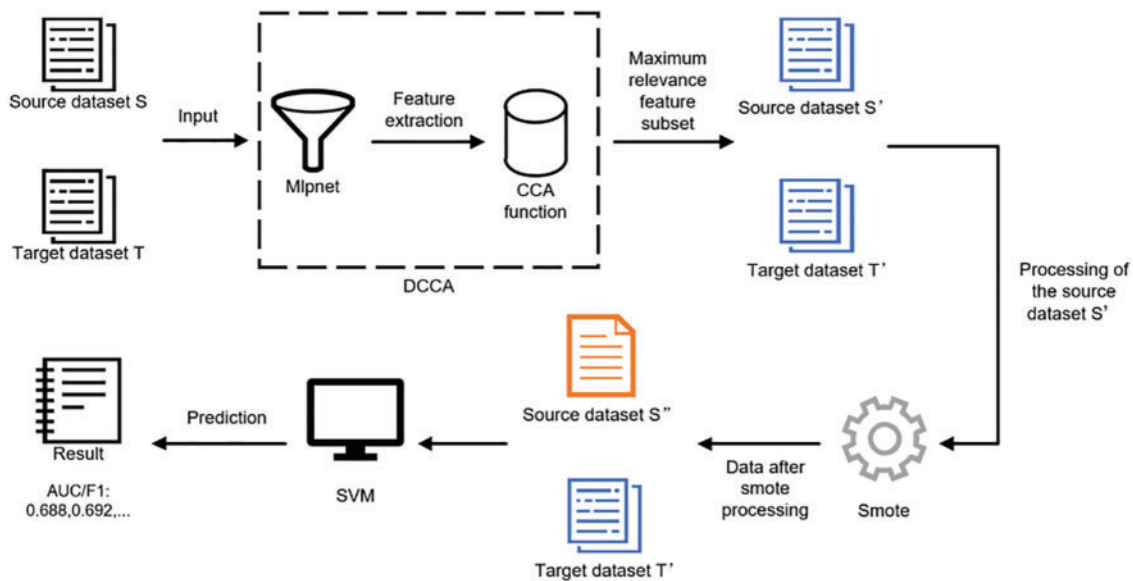 Source dataset S
Target dataset T
Input
Mlpnet
Feature
extraction
CCA
function
DCCA
Maximum
relevance
feature
subset
Source dataset S’
Target dataset T’
Processing of
the source
dataset S’
Smote
Data after
smote
processing
Source dataset S”
Target dataset T’
SVM
Prediction
Result
AUC/F1:
0.688,0.692,...